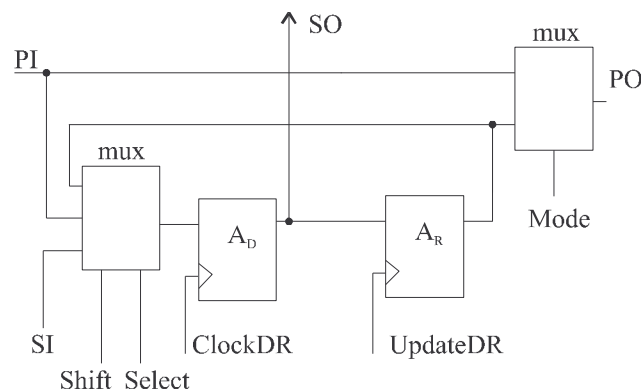 SO
mux
PI
PO
mux
A_D
A_R
Mode
SI
ClockDR
UpdateDR
Shift
Select